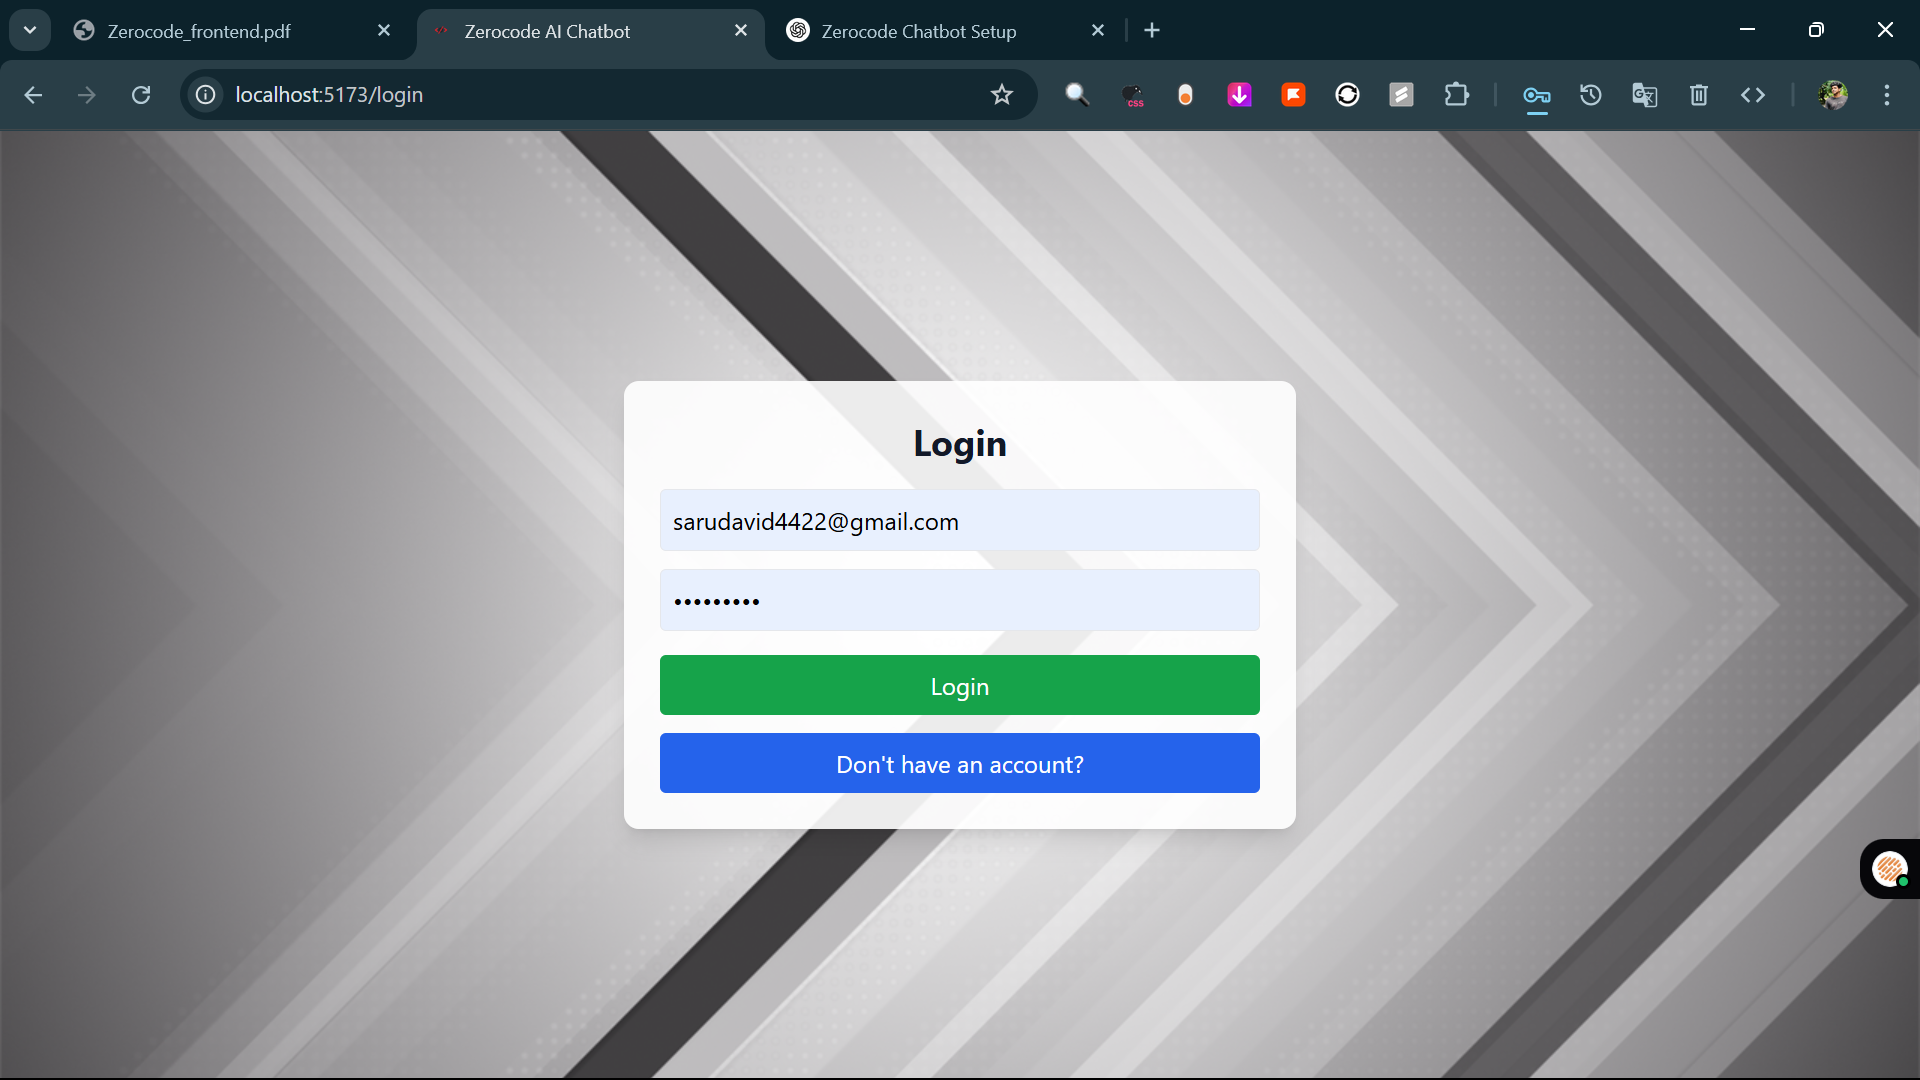 Zerocode_frontend.pdf
Zerocode AI Chatbot
Zerocode Chatbot Setup
localhost:5173/login
css
Login
sarudavid4422@gmail.com
•••••••••
Login
Don't have an account?